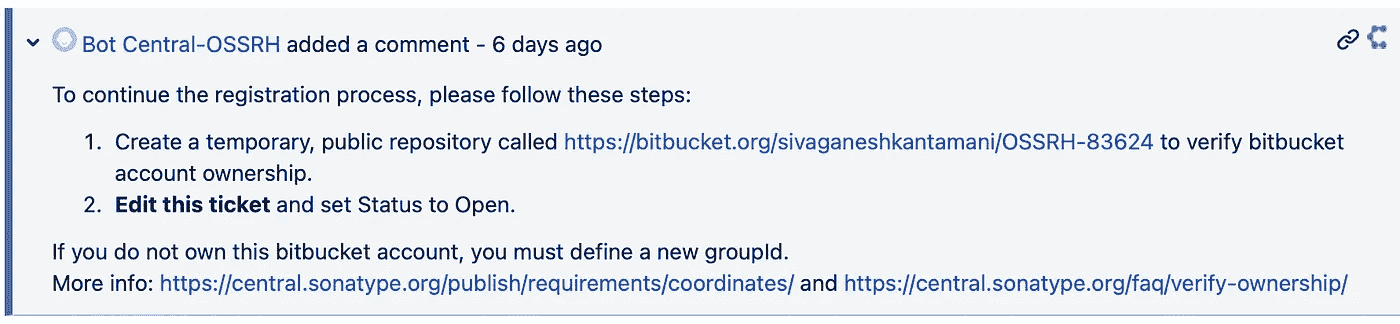 Bot Central-OSSRH added a comment - 6 days ago
To continue the registration process, please follow these steps:
1. Create a temporary, public repository called https://bitbucket.org/sivaganeshkantamani/OSSRH-83624 to verify bitbucket
account ownership.
2. Edit this ticket and set Status to Open.
If you do not own this bitbucket account, you must define a new groupId.
More info: https://central.sonatype.org/publish/requirements/coordinates/ and https://central.sonatype.org/faq/verify-ownership/